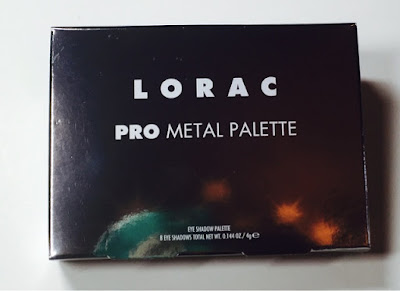 LORAC
PRO METAL PALETTE
EYE SHADOW PALETTE
8 EYE SHADOWS TOTAL NET WT. 0.144 OZ. / 4g ℮